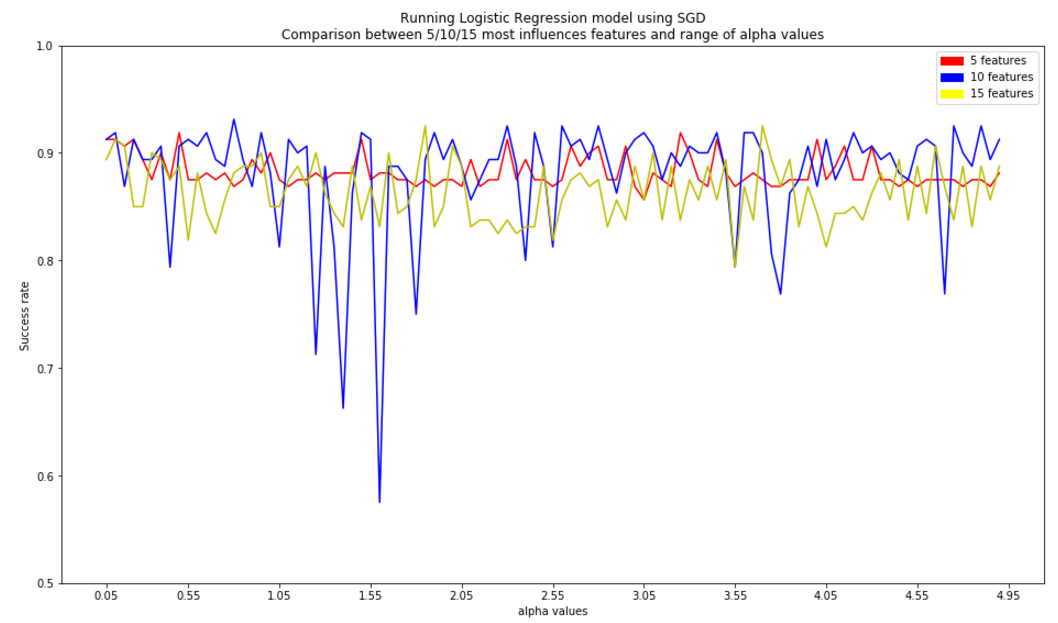 Running Logistic Regression model using SGD
Comparison between 5/10/15 most influences features and range of alpha values
5 features
10 features
15 features
Success rate
1.0
0.9
0.8
0.7
0.6
0.5
0.05 0.55 1.05 1.55 2.05 2.55 3.05 3.55 4.05 4.55 4.95
alpha values